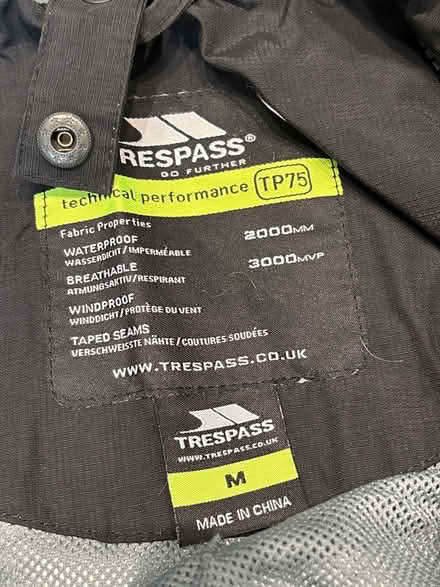 RESPASS®
DO FURTHER
technical performance TP75
Fabric Properties
WATERPROOF 2000MM
WASSERDICHT/IMPERMÉABLE
BREATHABLE 3000MVP
ATMUNGSAKTIV/RESPIRANT
WINDPROOF
WINDDICHT/PROTÈGE DU VENT
TAPED SEAMS
VERSCHWEISSTE NÄHTE/COUTURES SOUDÉES
WWW.TRESPASS.CO.UK
TRESPASS
WWW.TRESPASS.CO.UK
M
MADE IN CHINA